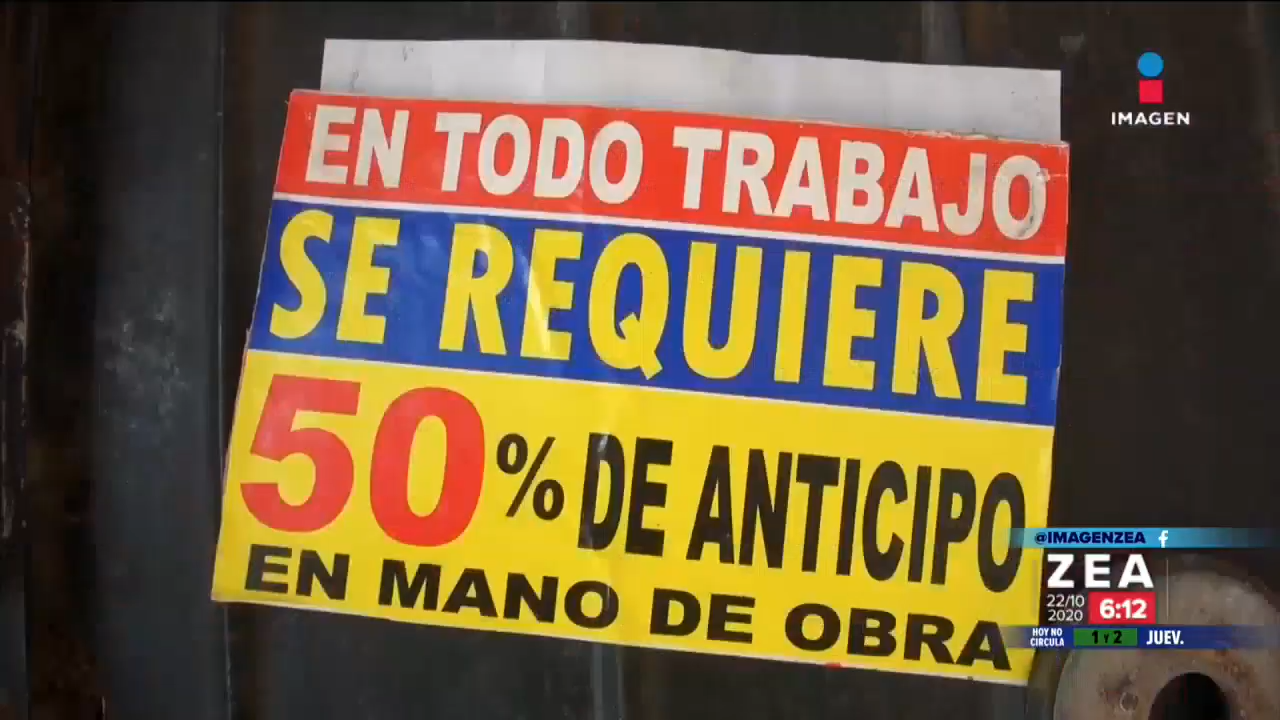 IMAGEN
EN TODO TRABAJO
SE REQUIERE
50% DE ANTICIPO
EN MANO DE OBRA
@IMAGENZEA f
ZEA
22/10
2020
6:12
HOY NO
CIRCULA
1 Y 2
JUEV.